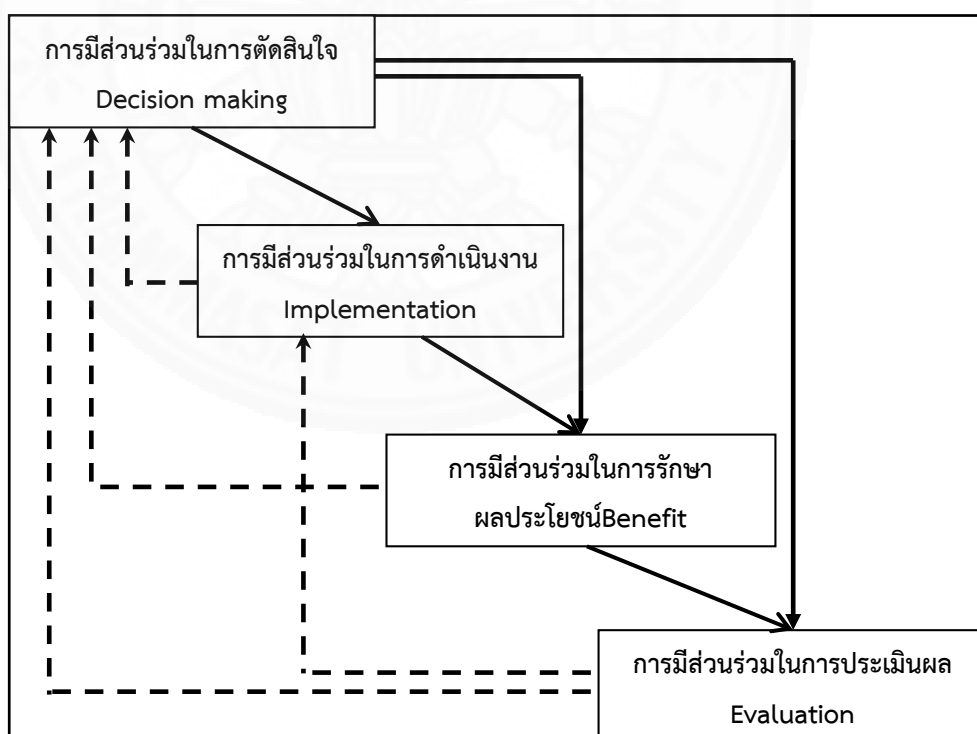 การมีส่วนร่วมในการตัดสินใจ
Decision making
การมีส่วนร่วมในการดำเนินงาน
Implementation
การมีส่วนร่วมในการรักษา
ผลประโยชน์Benefit
การมีส่วนร่วมในการประเมินผล
Evaluation